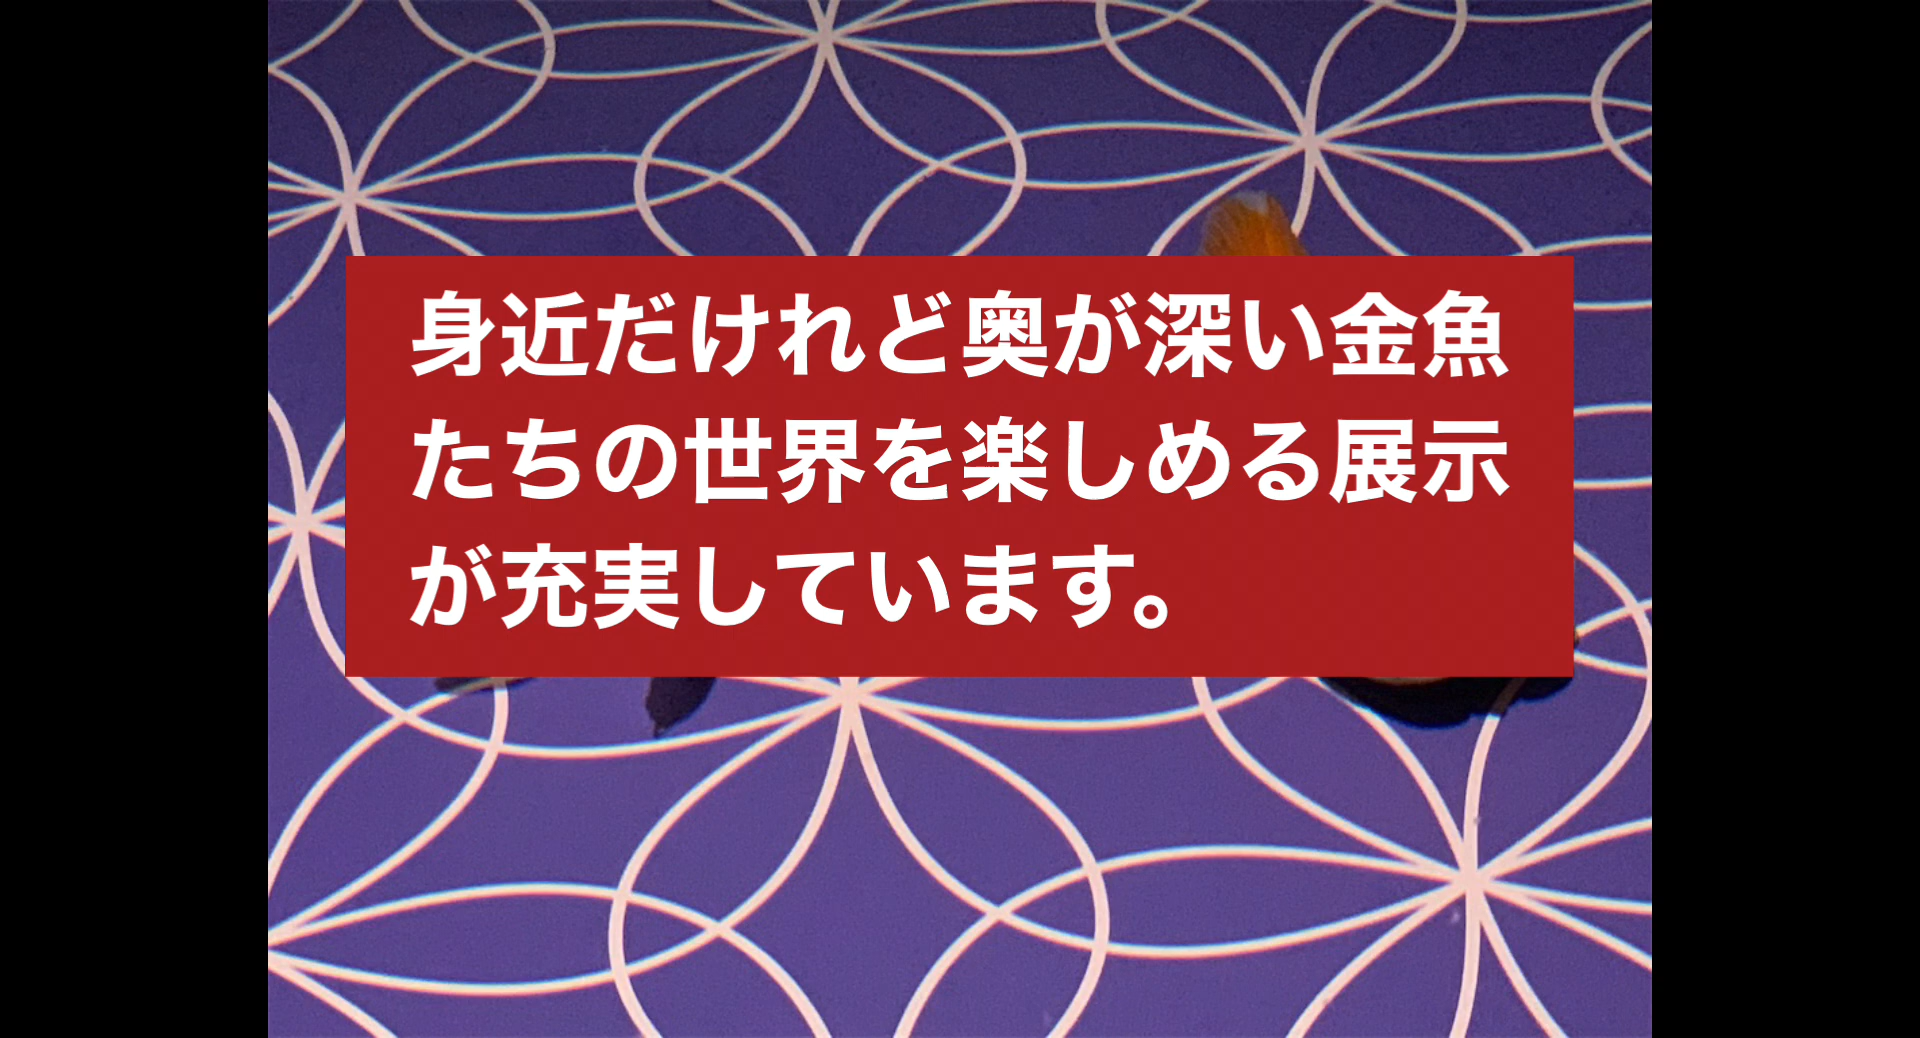 身近だけれど奥が深い金魚
たちの世界を楽しめる展示
が充実しています。